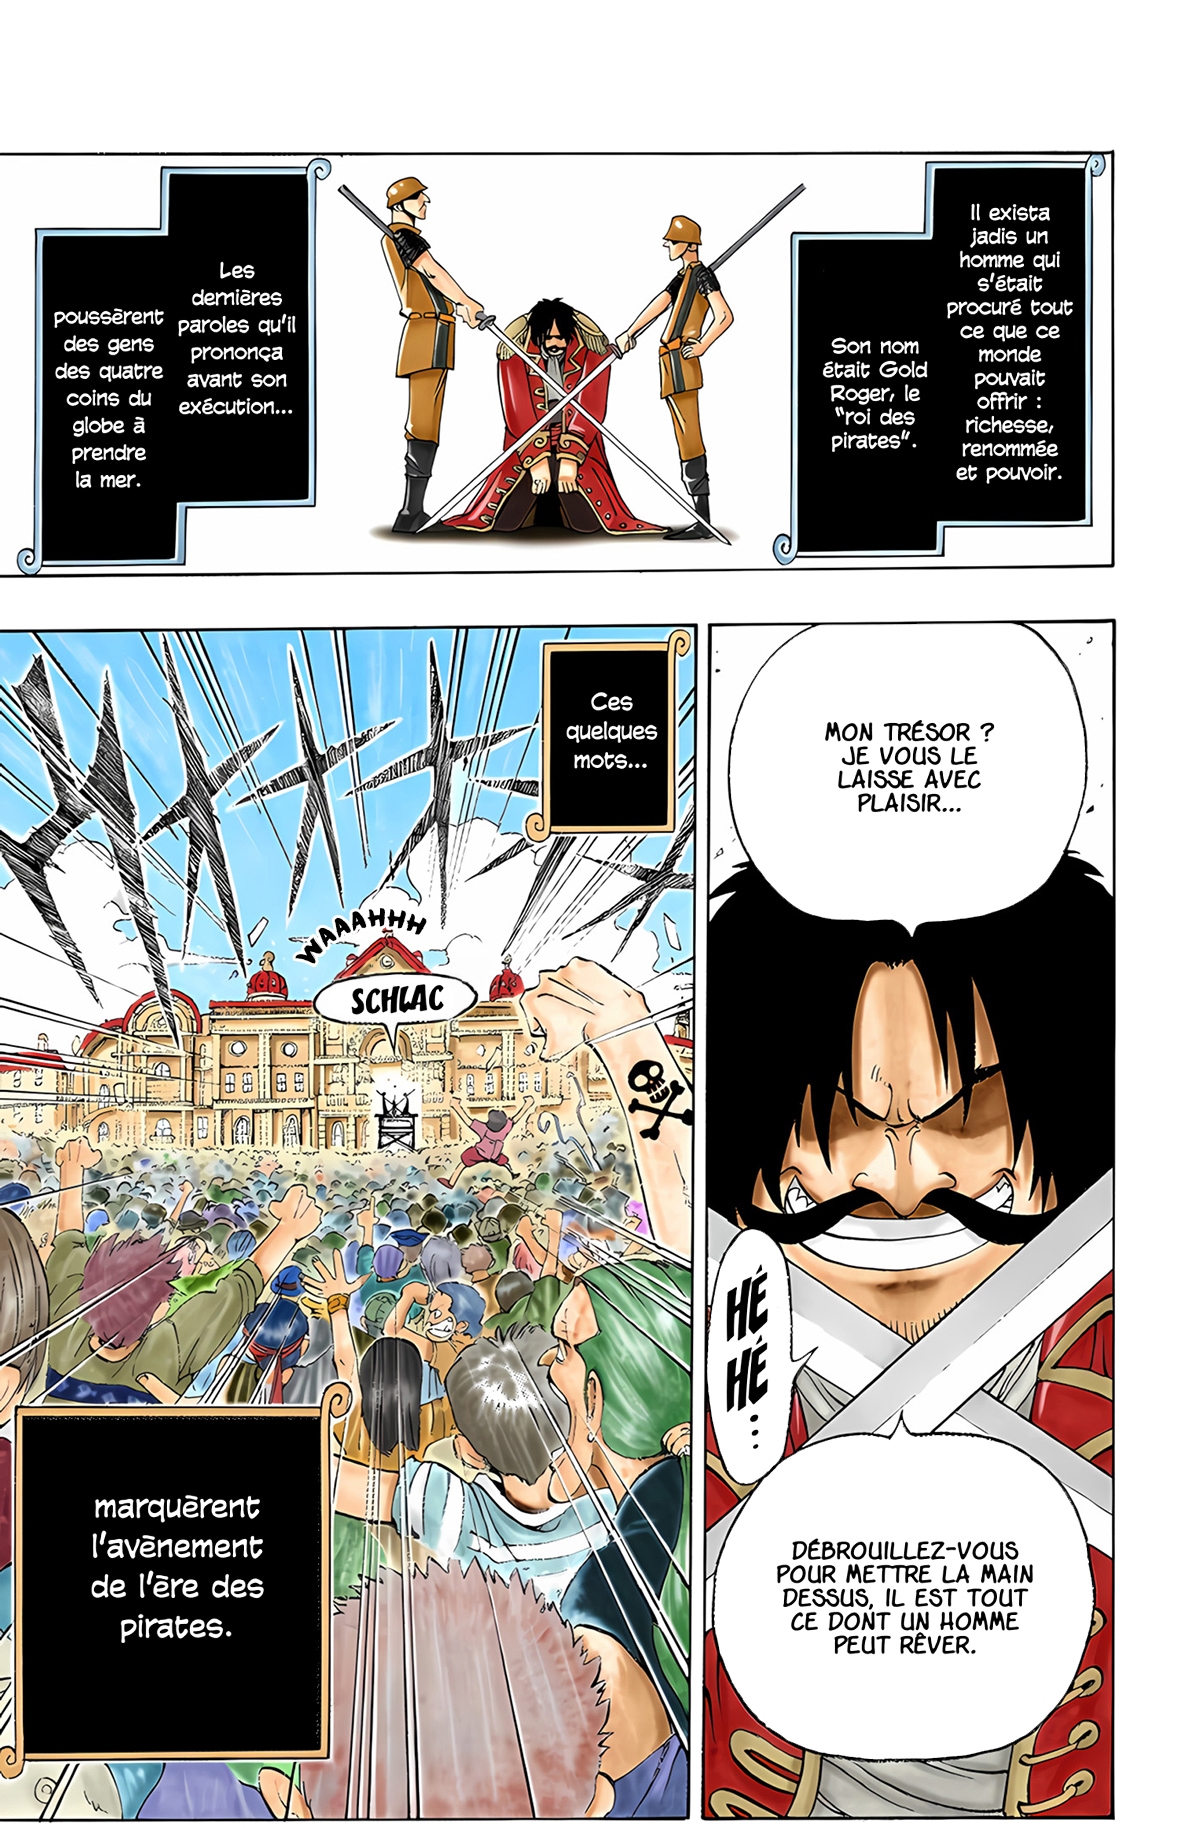 Il exista
jadis un
homme qui
s'était
procuré tout
ce que ce
monde
pouvait
offrir :
richesse,
renommée
et pouvoir.
Son nom
était Gold
Roger, le
"roi des
pirates".
Les
dernières
paroles qu'il
prononça
avant son
exécution...
poussèrent
des gens
des quatre
coins du
globe à
prendre
la mer.
MON TRÉSOR ?
JE VOUS LE
LAISSE AVEC
PLAISIR...
HÉ
HÉ...
DÉBROUILLEZ-VOUS
POUR METTRE LA MAIN
DESSUS, IL EST TOUT
CE DONT UN HOMME
PEUT RÊVER.
Ces
quelques
mots...
WAAAHHH
SCHLAC
marquèrent
l'avènement
de l'ère des
pirates.